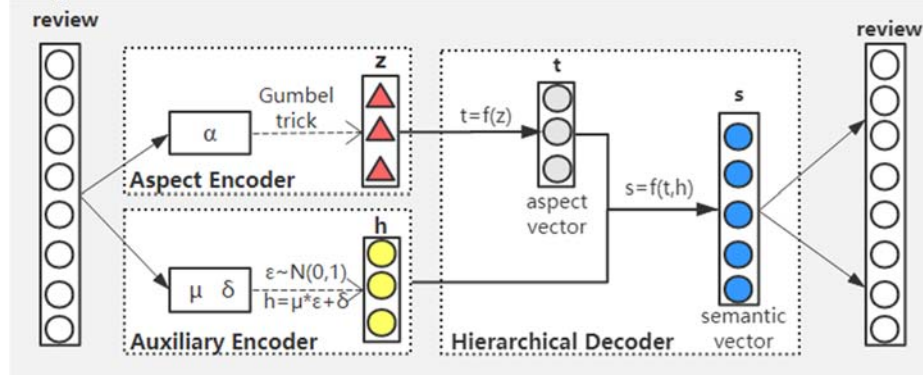 review
review
z
t
s
h
Gumbel
trick
α
Aspect Encoder
t=f(z)
aspect
vector
s=f(t,h)
μ δ
ε~N(0,1)
h=μ*ε+δ
Auxiliary Encoder
semantic
vector
Hierarchical Decoder